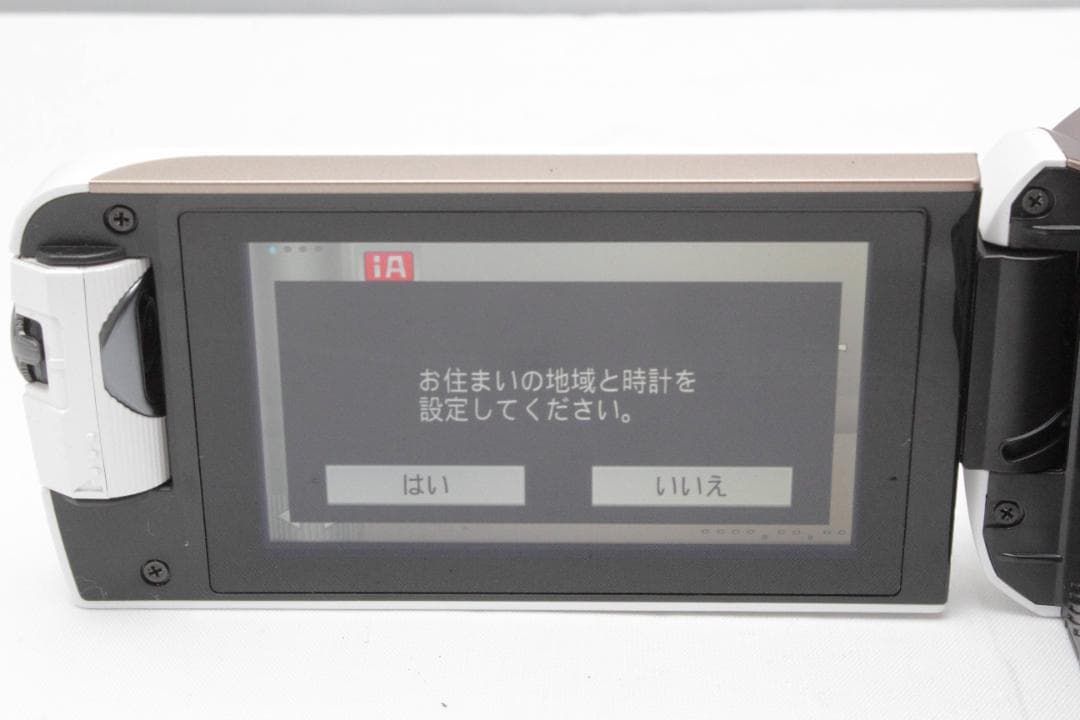 iA
お住まいの地域と時計を
設定してください。
はい
いいえ